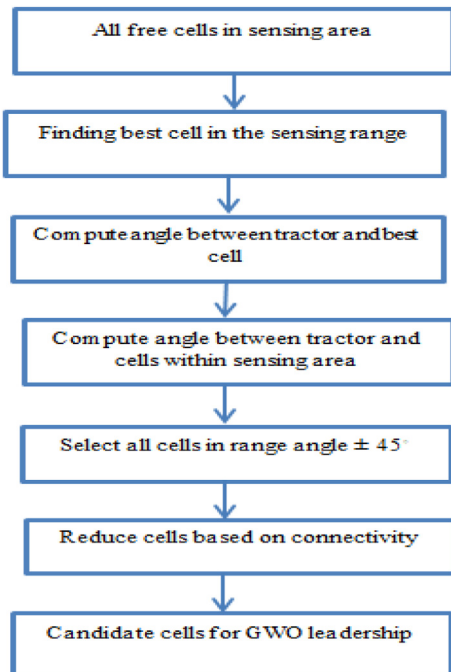 All free cells in sensing area
Finding best cell in the sensing range
Compute angle between tractor and best
cell
Compute angle between tractor and
cells within sensing area
Select all cells in range angle ± 45°
Reduce cells based on connectivity
Candidate cells for GWO leadership